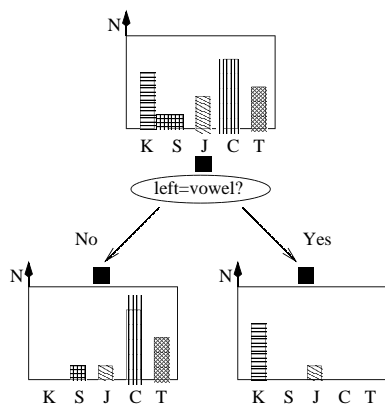 N
K S J C T
left=vowel?
No Yes
N N
K S J C T K S J C T